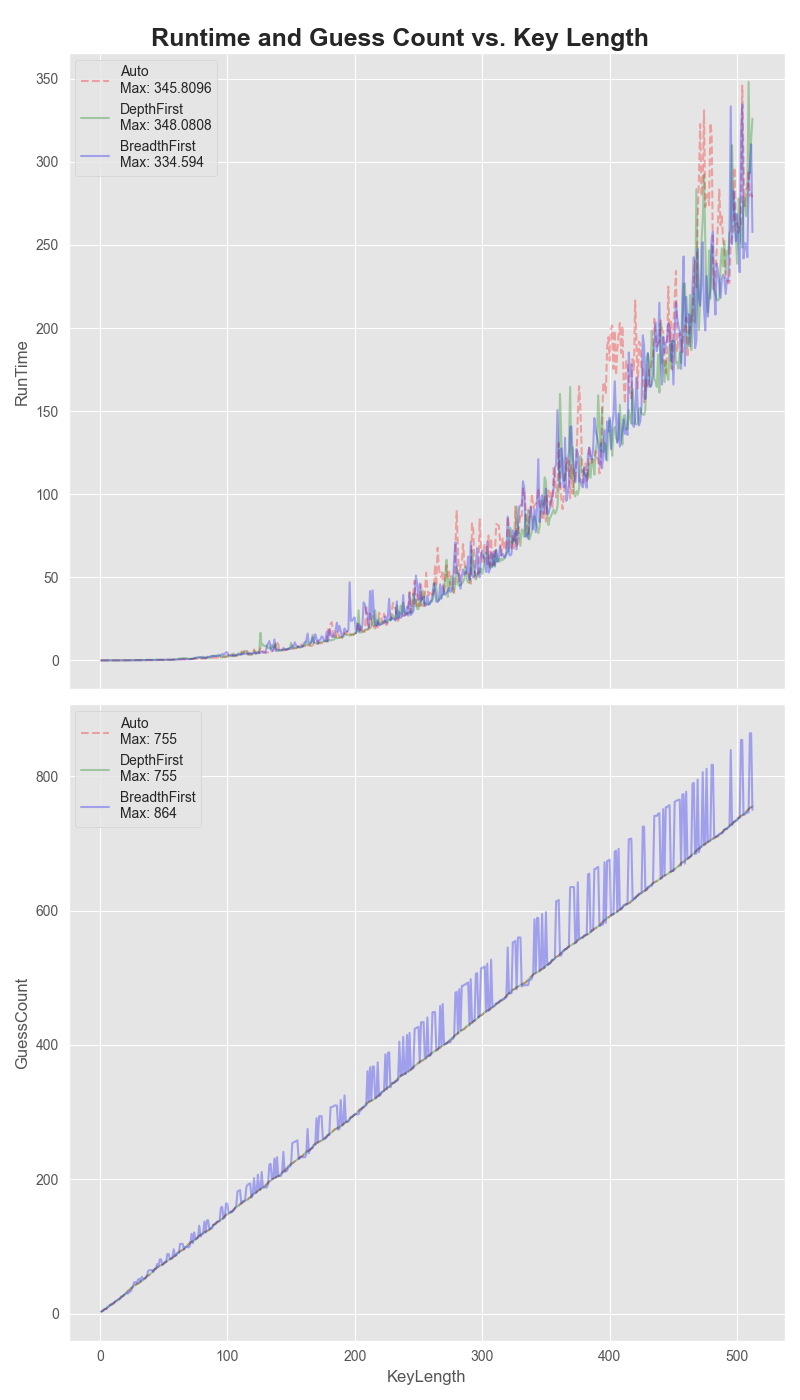 Runtime and Guess Count vs. Key Length
Auto
Max: 345.8096
DepthFirst
Max: 348.0808
BreadthFirst
Max: 334.594
350
300
250
200
150
100
50
0
RunTime
Auto
Max: 755
DepthFirst
Max: 755
BreadthFirst
Max: 864
800
600
400
200
0
GuessCount
0 100 200 300 400 500
KeyLength